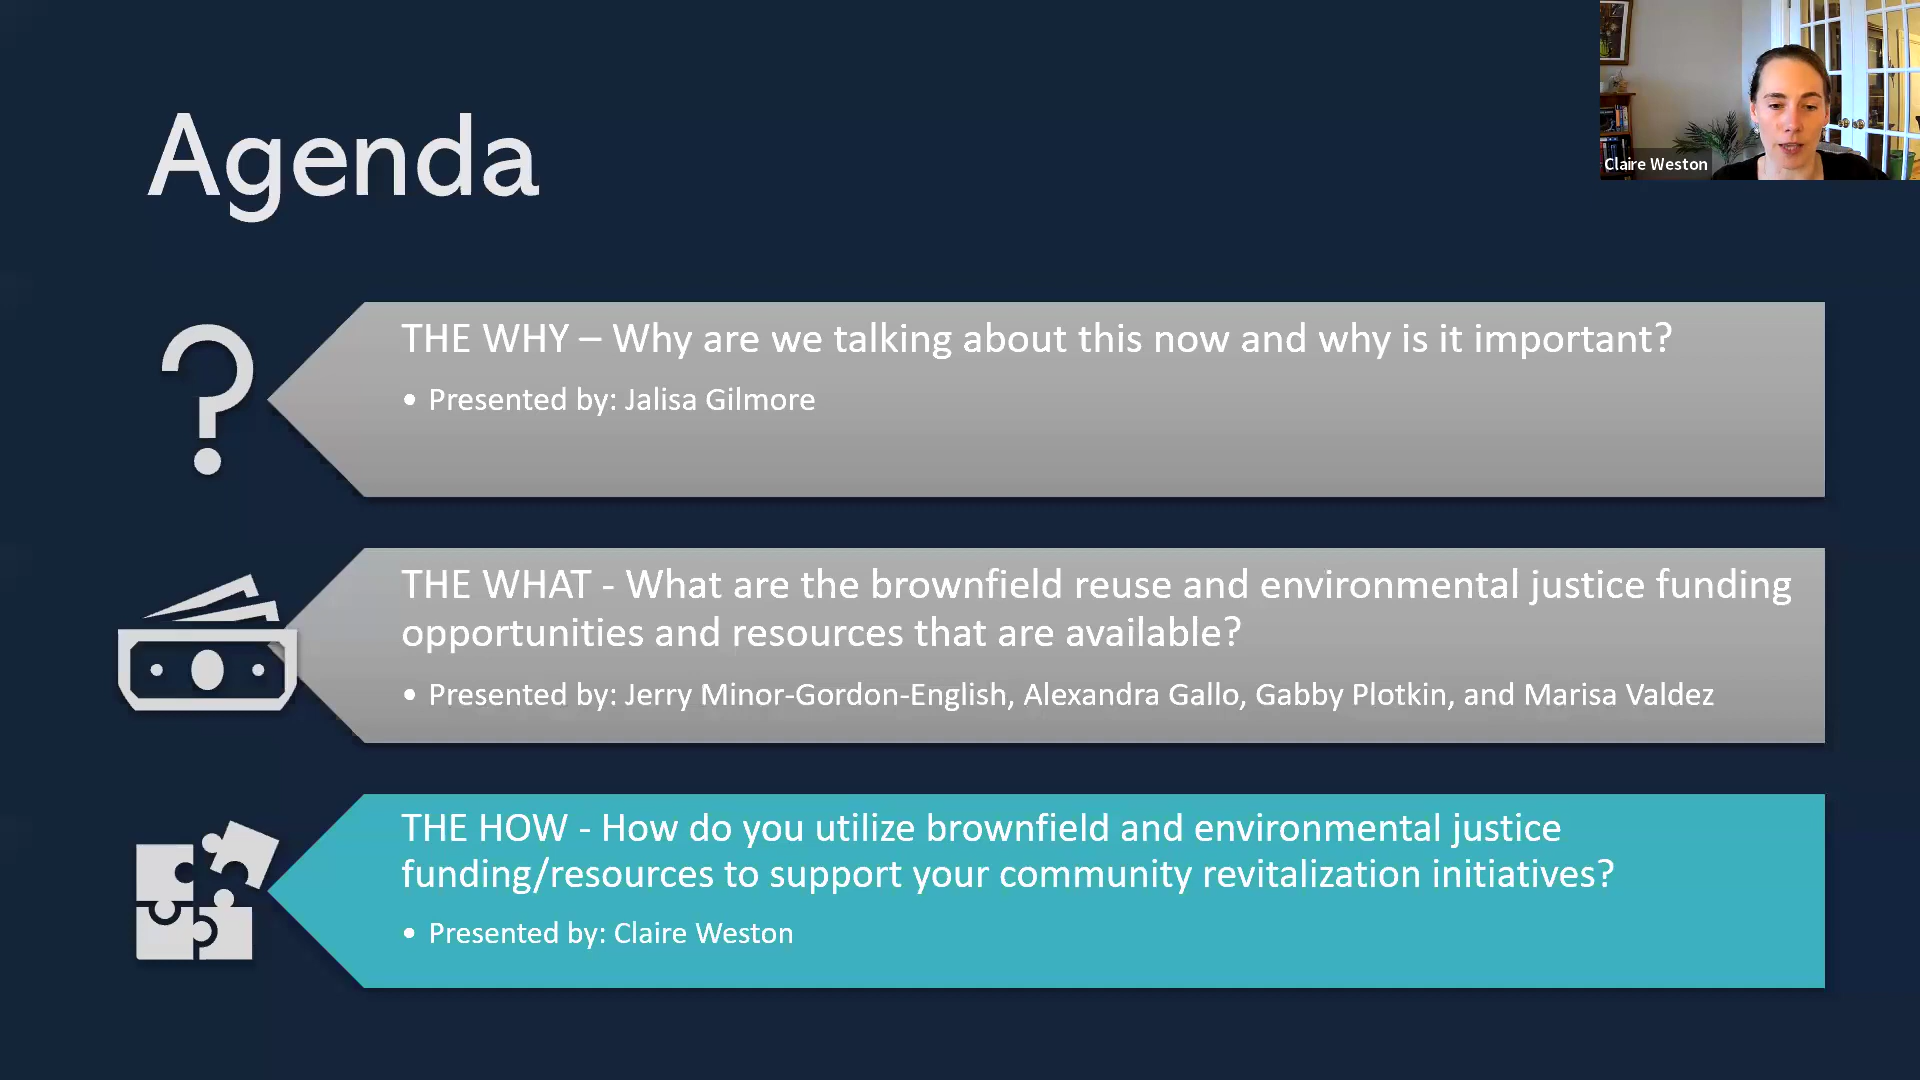 Agenda
Claire Weston
THE WHY – Why are we talking about this now and why is it important?
• Presented by: Jalisa Gilmore
THE WHAT - What are the brownfield reuse and environmental justice funding
opportunities and resources that are available?
• Presented by: Jerry Minor-Gordon-English, Alexandra Gallo, Gabby Plotkin, and Marisa Valdez
THE HOW - How do you utilize brownfield and environmental justice
funding/resources to support your community revitalization initiatives?
• Presented by: Claire Weston